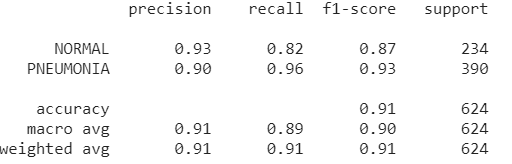 precision recall f1-score support
NORMAL 0.93 0.82 0.87 234
PNEUMONIA 0.90 0.96 0.93 390
accuracy 0.91 624
macro avg 0.91 0.89 0.90 624
weighted avg 0.91 0.91 0.91 624